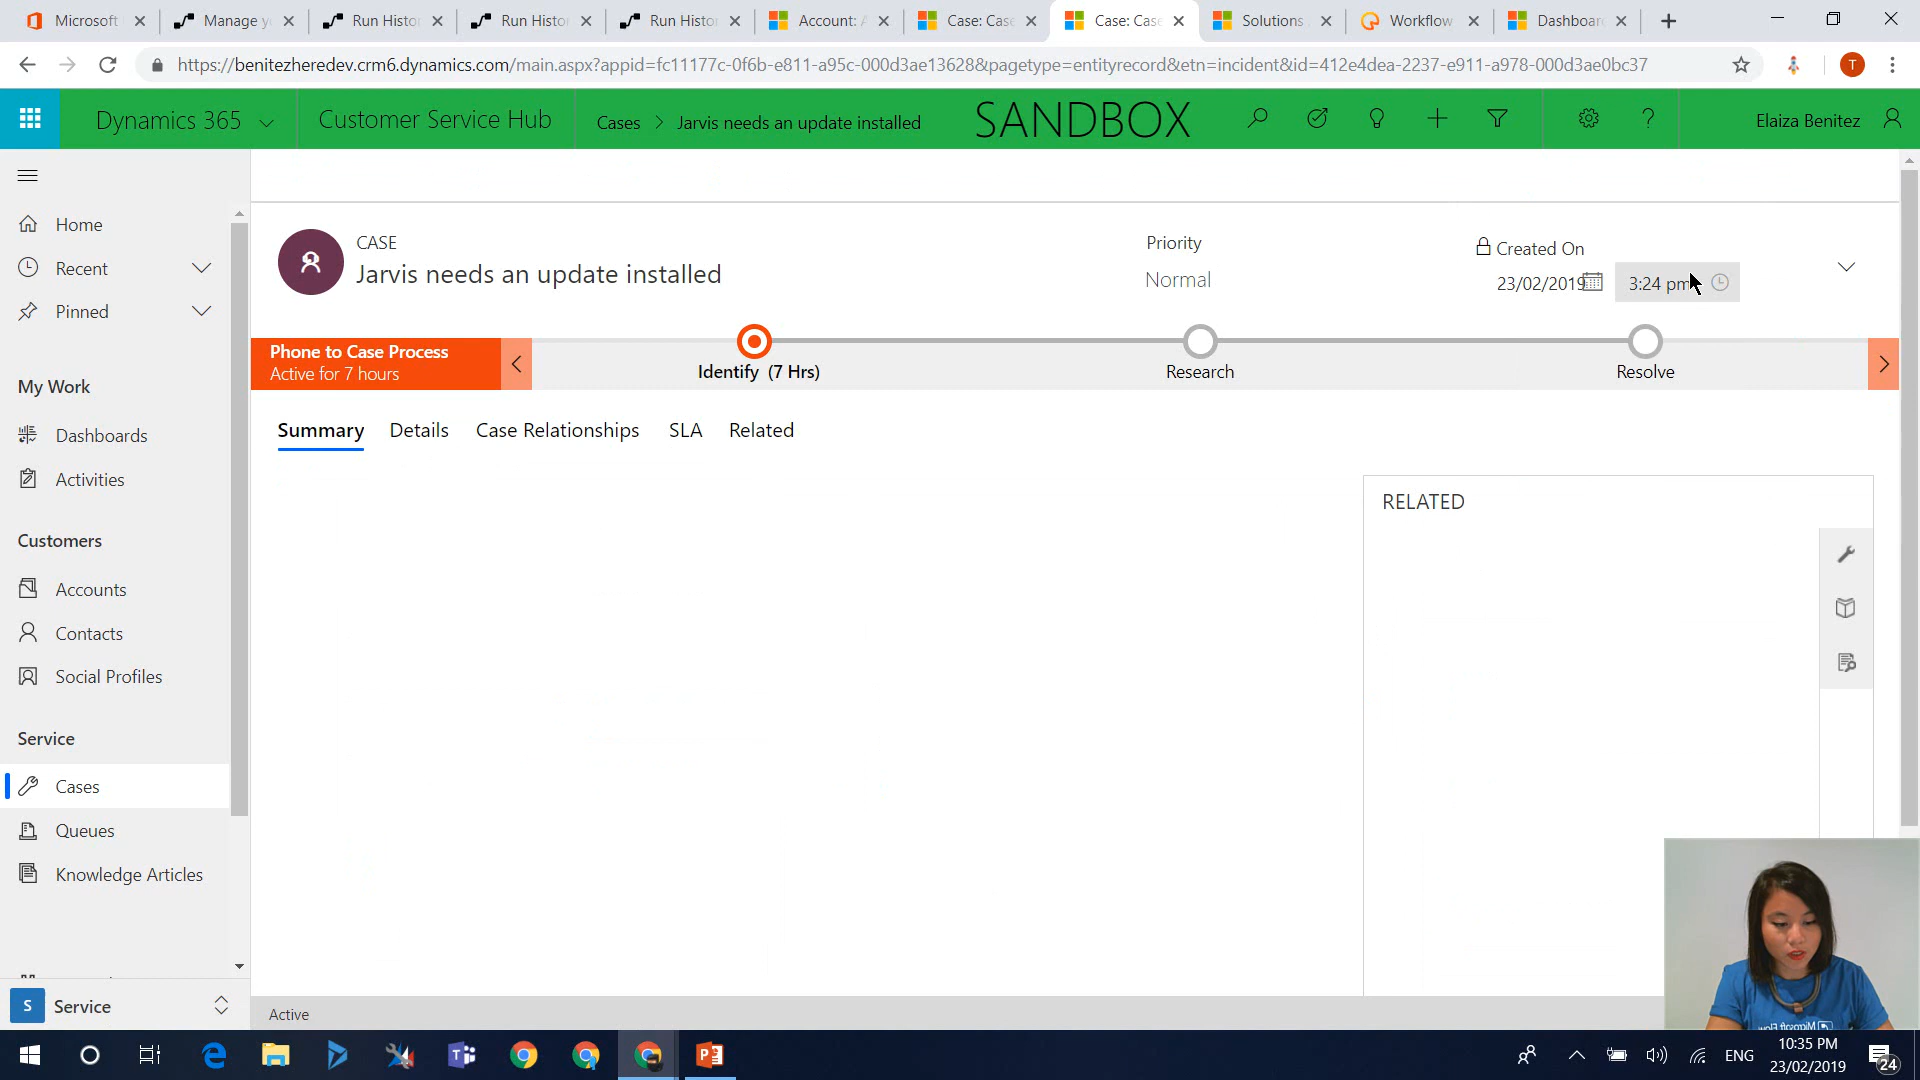 Microsoft
Manage y
Run Histo
Run Histo
Run Histo
Account: A
Case: Cas
Case: Case
Solutions
Workflow
Dashboar
https://benitezheredev.crm6.dynamics.com/main.aspx?appid=fc11177c-0f6b-e811-a95c-000d3ae13628&pagetype=entityrecord&etn=incident&id=412e4dea-2237-e911-a978-000d3ae0bc37
T
Dynamics 365
Customer Service Hub
Cases > Jarvis needs an update installed
SANDBOX
Elaiza Benitez
Home
Recent
Pinned
My Work
Dashboards
Activities
Customers
Accounts
Contacts
Social Profiles
Service
Cases
Queues
Knowledge Articles
S Service
CASE
Jarvis needs an update installed
Priority
Normal
Created On
23/02/2019
3:24 pm
Phone to Case Process
Active for 7 hours
Identify (7 Hrs)
Research
Resolve
Summary
Details
Case Relationships
SLA
Related
RELATED
Active
ENG
10:35 PM
23/02/2019
24